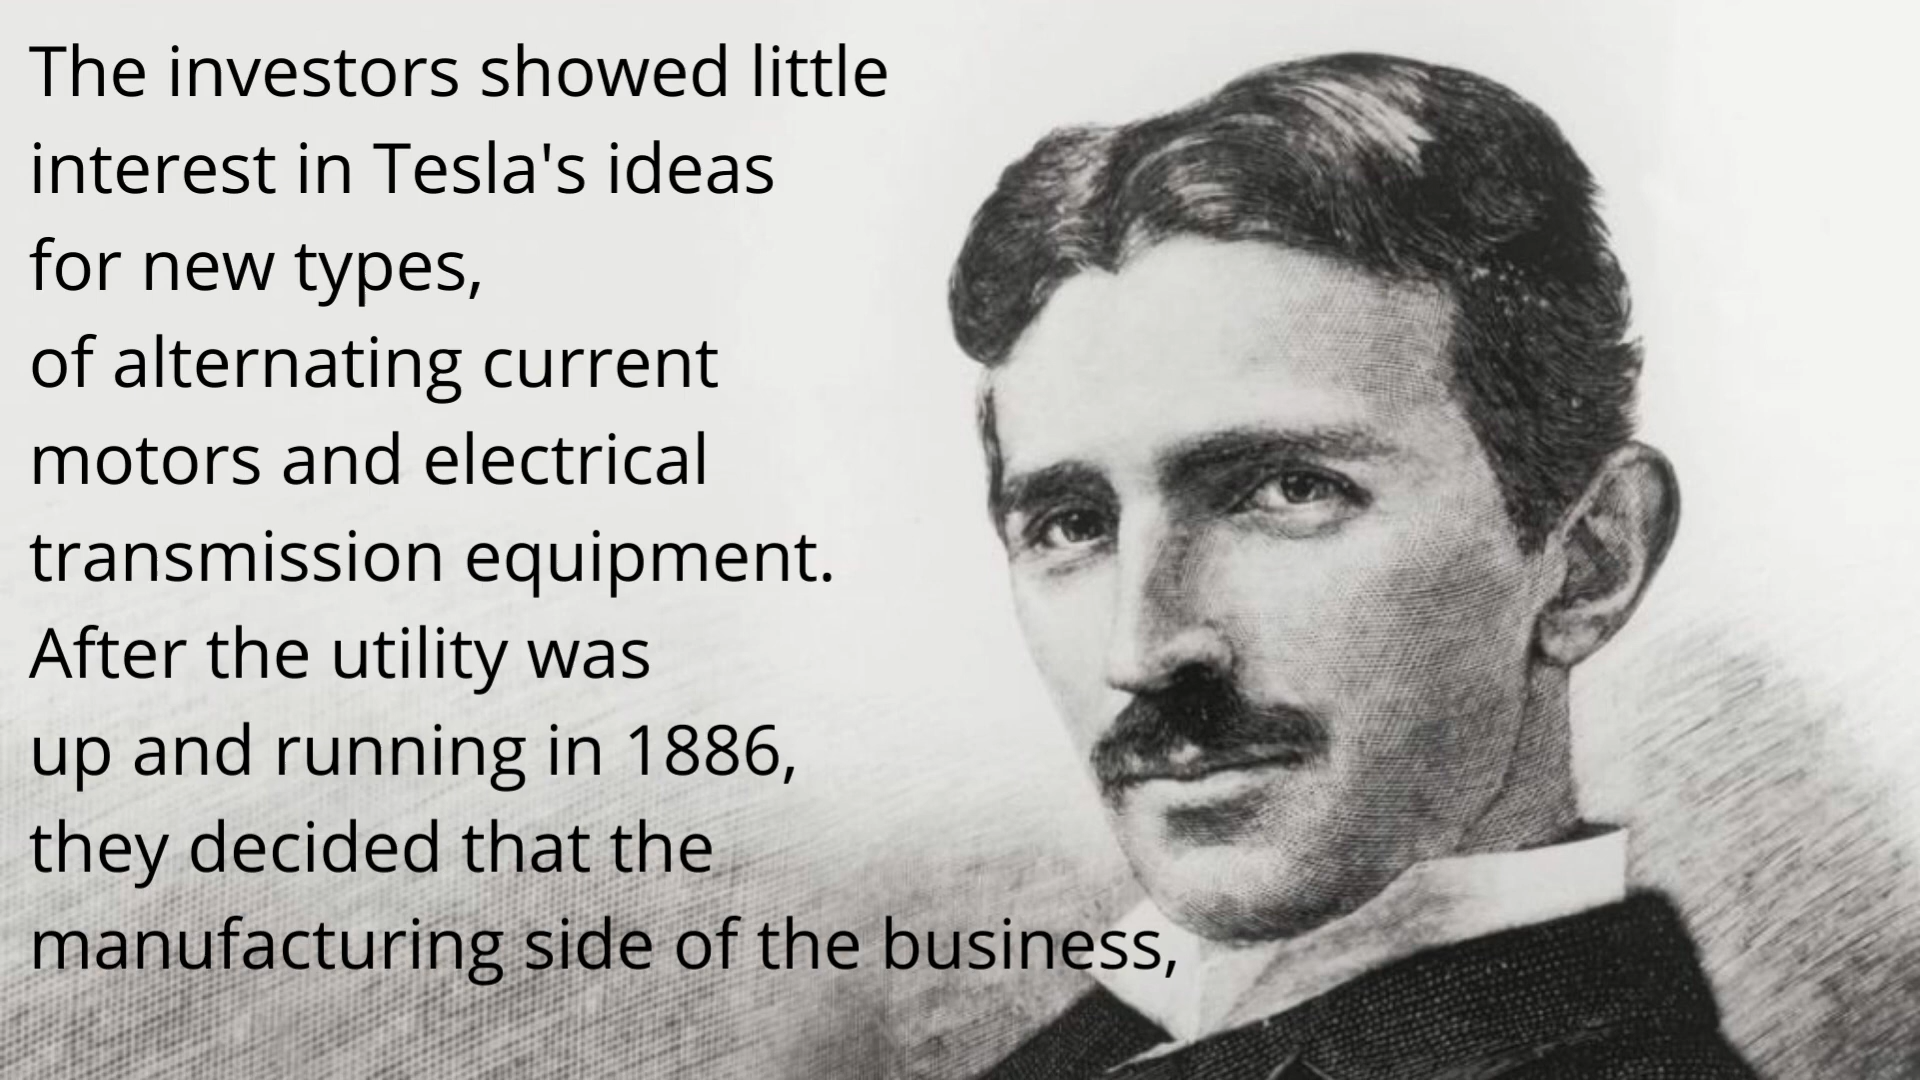 The investors showed little
interest in Tesla's ideas
for new types,
of alternating current
motors and electrical
transmission equipment.
After the utility was
up and running in 1886,
they decided that the
manufacturing side of the business,